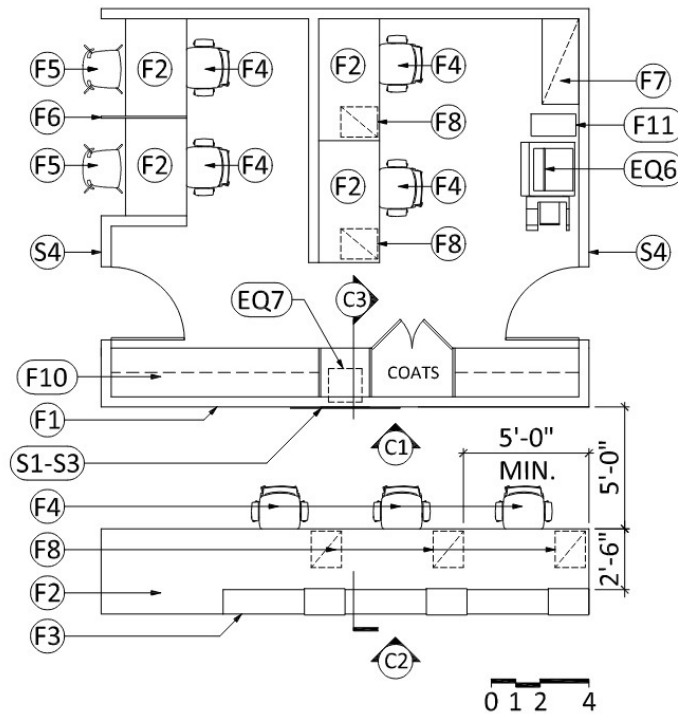 F5 F2 F4 F2 F4 F7
F6 F8 F11
F5 F2 F4 F2 F4 EQ6
S4 F8 S4
EQ7 C3
F10 COATS
F1
S1-S3 C1 5'-0"
MIN. 5'-0"
F4
F8
F2 2'-6"
F3
C2
0 1 2 4